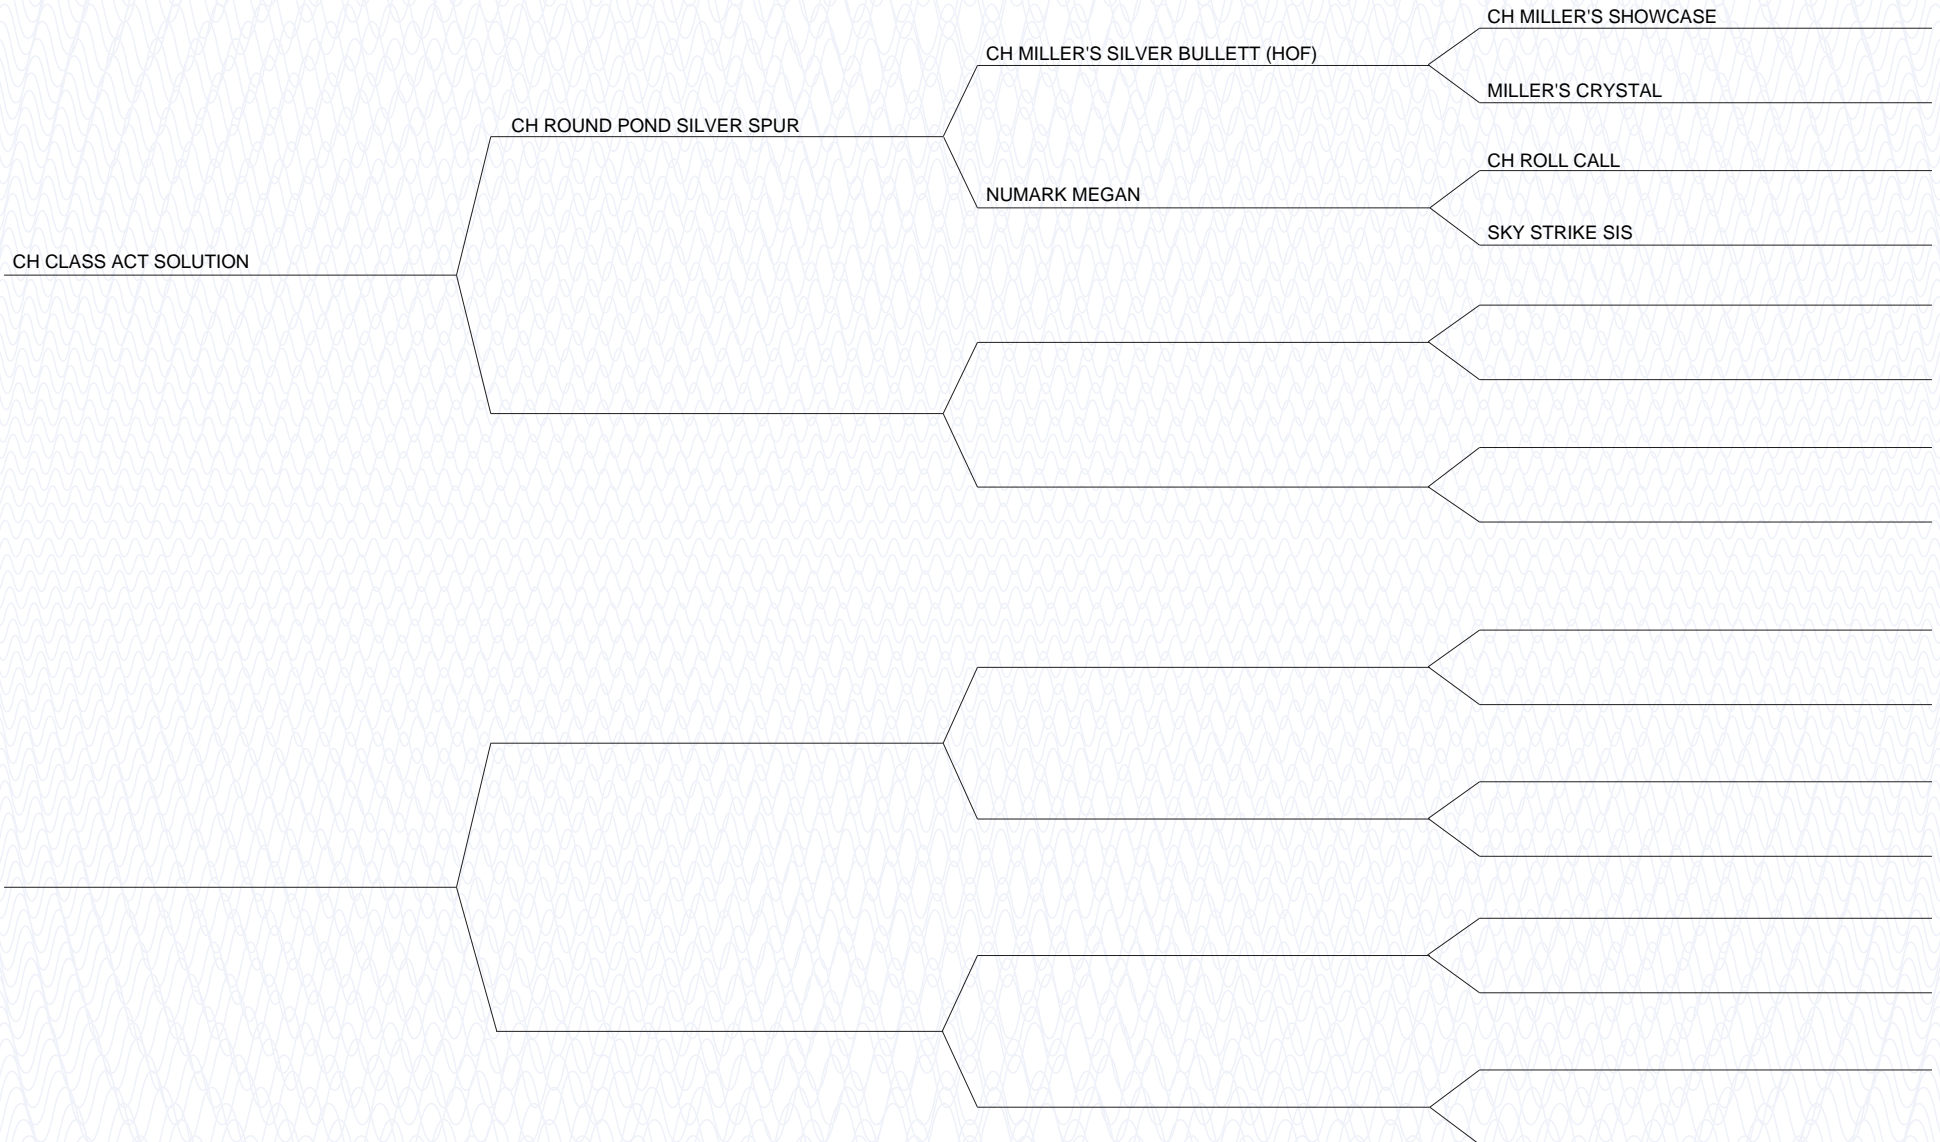 CH MILLER'S SHOWCASE
CH MILLER'S SILVER BULLETT (HOF)
MILLER'S CRYSTAL
CH ROUND POND SILVER SPUR
CH ROLL CALL
NUMARK MEGAN
SKY STRIKE SIS
CH CLASS ACT SOLUTION